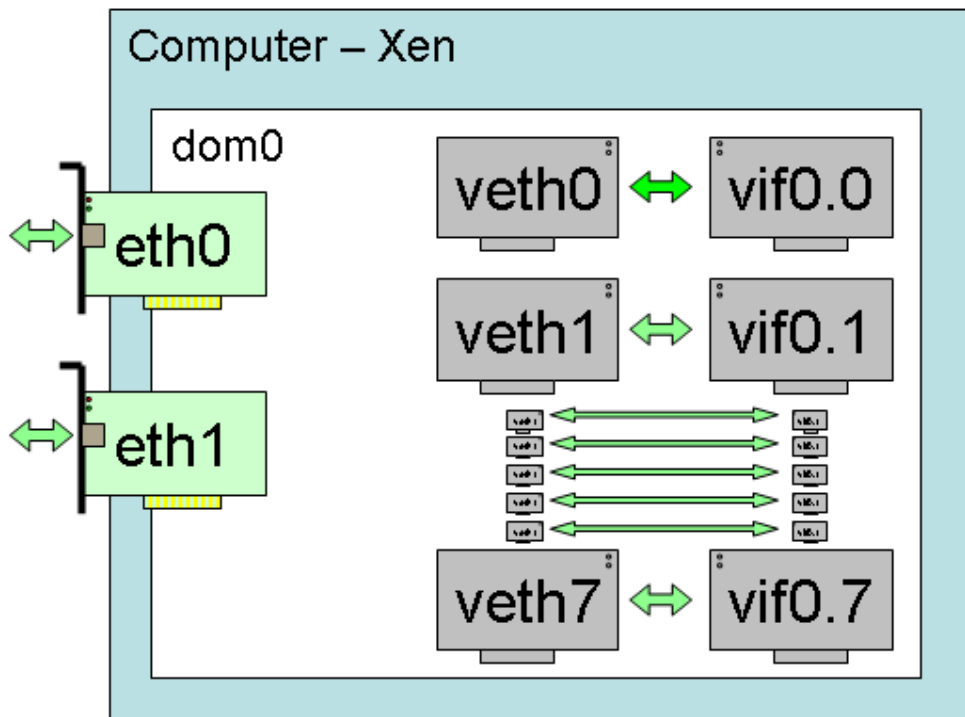 Computer – Xen
dom0
veth0
vif0.0
eth0
veth1
vif0.1
eth1
veth7
vif0.7